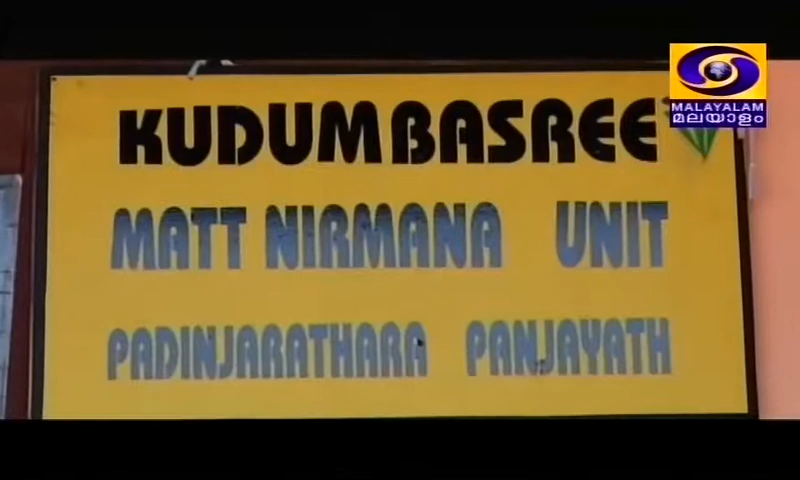 MALAYALAM
മലയാളം
KUDUMBASREE
MATT NIRMANA UNIT
PADINJARATHARA PANJAYATH